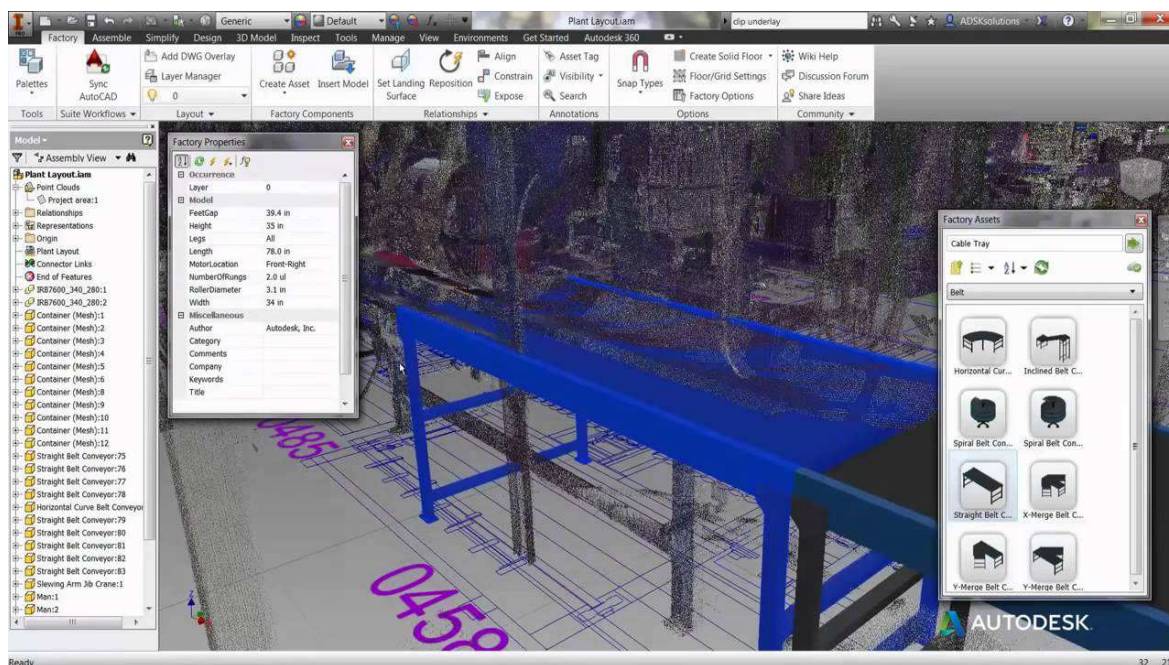 Generic
Default
Plant Layout.iam
clip underlay
ADSKsolutions
PRO
Factory Assemble Simplify Design 3D Model Inspect Tools Manage View Environments Get Started Autodesk 360
Palettes
Sync
AutoCAD
Add DWG Overlay
Layer Manager
0
Create Asset
Insert Model
Set Landing
Surface
Reposition
Align
Constrain
Expose
Asset Tag
Visibility
Search
Snap Types
Create Solid Floor
Floor/Grid Settings
Factory Options
Wiki Help
Discussion Forum
Share Ideas
Tools
Suite Workflows
Layout
Factory Components
Relationships
Annotations
Options
Community
Model
Assembly View
Plant Layout.iam
Point Clouds
Project area:1
Relationships
Representations
Origin
Plant Layout
Connector Links
End of Features
IRB7600_340_280:1
IRB7600_340_280:2
Container (Mesh):1
Container (Mesh):2
Container (Mesh):3
Container (Mesh):4
Container (Mesh):5
Container (Mesh):6
Container (Mesh):8
Container (Mesh):9
Container (Mesh):10
Container (Mesh):11
Container (Mesh):12
Straight Belt Conveyor:75
Straight Belt Conveyor:76
Straight Belt Conveyor:77
Straight Belt Conveyor:78
Horizontal Curve Belt Conveyor
Straight Belt Conveyor:79
Straight Belt Conveyor:80
Straight Belt Conveyor:81
Straight Belt Conveyor:82
Straight Belt Conveyor:83
Slewing Arm Jib Crane:1
Man:1
Man:2
Factory Properties
Occurrence
Layer 0
Model
FeetGap 39.4 in
Height 35 in
Legs All
Length 78.0 in
MotorLocation Front-Right
NumberOfRungs 2.0 ul
RollerDiameter 3.1 in
Width 34 in
Miscellaneous
Author Autodesk, Inc.
Category
Comments
Company
Keywords
Title
0485
0458
Factory Assets
Cable Tray
Belt
Horizontal Cur... Inclined Belt C...
Spiral Belt Con... Spiral Belt Con...
Straight Belt C... X-Merge Belt C...
Y-Merge Belt C... Y-Merge Belt C...
AUTODESK.
Ready
32